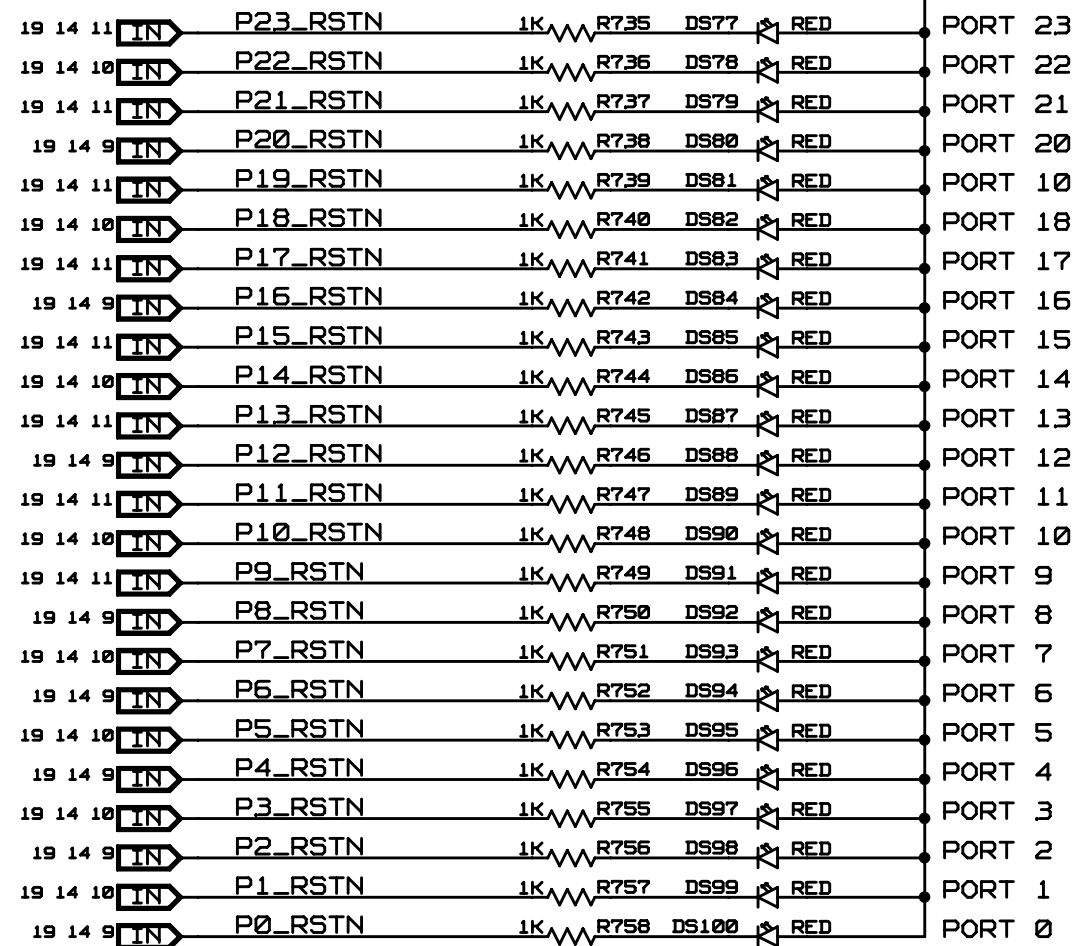 19 14 11 IN P23_RSTN 1K R735 DS77 RED PORT 23
19 14 10 IN P22_RSTN 1K R736 DS78 RED PORT 22
19 14 11 IN P21_RSTN 1K R737 DS79 RED PORT 21
19 14 9 IN P20_RSTN 1K R738 DS80 RED PORT 20
19 14 11 IN P19_RSTN 1K R739 DS81 RED PORT 10
19 14 10 IN P18_RSTN 1K R740 DS82 RED PORT 18
19 14 11 IN P17_RSTN 1K R741 DS83 RED PORT 17
19 14 9 IN P16_RSTN 1K R742 DS84 RED PORT 16
19 14 11 IN P15_RSTN 1K R743 DS85 RED PORT 15
19 14 10 IN P14_RSTN 1K R744 DS86 RED PORT 14
19 14 11 IN P13_RSTN 1K R745 DS87 RED PORT 13
19 14 9 IN P12_RSTN 1K R746 DS88 RED PORT 12
19 14 11 IN P11_RSTN 1K R747 DS89 RED PORT 11
19 14 10 IN P10_RSTN 1K R748 DS90 RED PORT 10
19 14 11 IN P9_RSTN 1K R749 DS91 RED PORT 9
19 14 9 IN P8_RSTN 1K R750 DS92 RED PORT 8
19 14 10 IN P7_RSTN 1K R751 DS93 RED PORT 7
19 14 9 IN P6_RSTN 1K R752 DS94 RED PORT 6
19 14 10 IN P5_RSTN 1K R753 DS95 RED PORT 5
19 14 9 IN P4_RSTN 1K R754 DS96 RED PORT 4
19 14 10 IN P3_RSTN 1K R755 DS97 RED PORT 3
19 14 9 IN P2_RSTN 1K R756 DS98 RED PORT 2
19 14 10 IN P1_RSTN 1K R757 DS99 RED PORT 1
19 14 9 IN P0_RSTN 1K R758 DS100 RED PORT 0